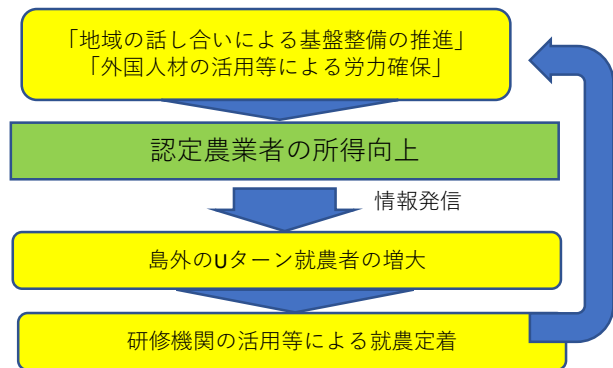 「地域の話し合いによる基盤整備の推進」
「外国人材の活用等による労力確保」
認定農業者の所得向上
情報発信
島外のUターン就農者の増大
研修機関の活用等による就農定着